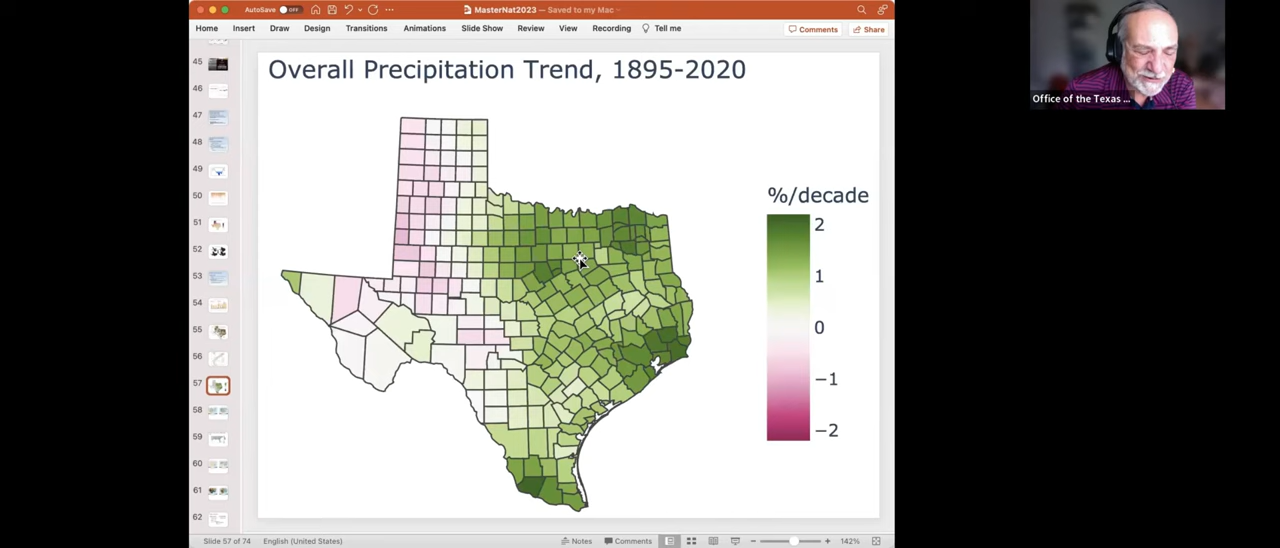 AutoSave OFF
MasterNat2023 — Saved to my Mac
Home Insert Draw Design Transitions Animations Slide Show Review View Recording Tell me
Comments Share
45
46
47
48
49
50
51
52
53
54
55
56
57
58
59
60
61
62
Overall Precipitation Trend, 1895-2020
%/decade
2
1
0
−1
−2
Slide 57 of 74 English (United States)
Notes Comments 142%
Office of the Texas ...